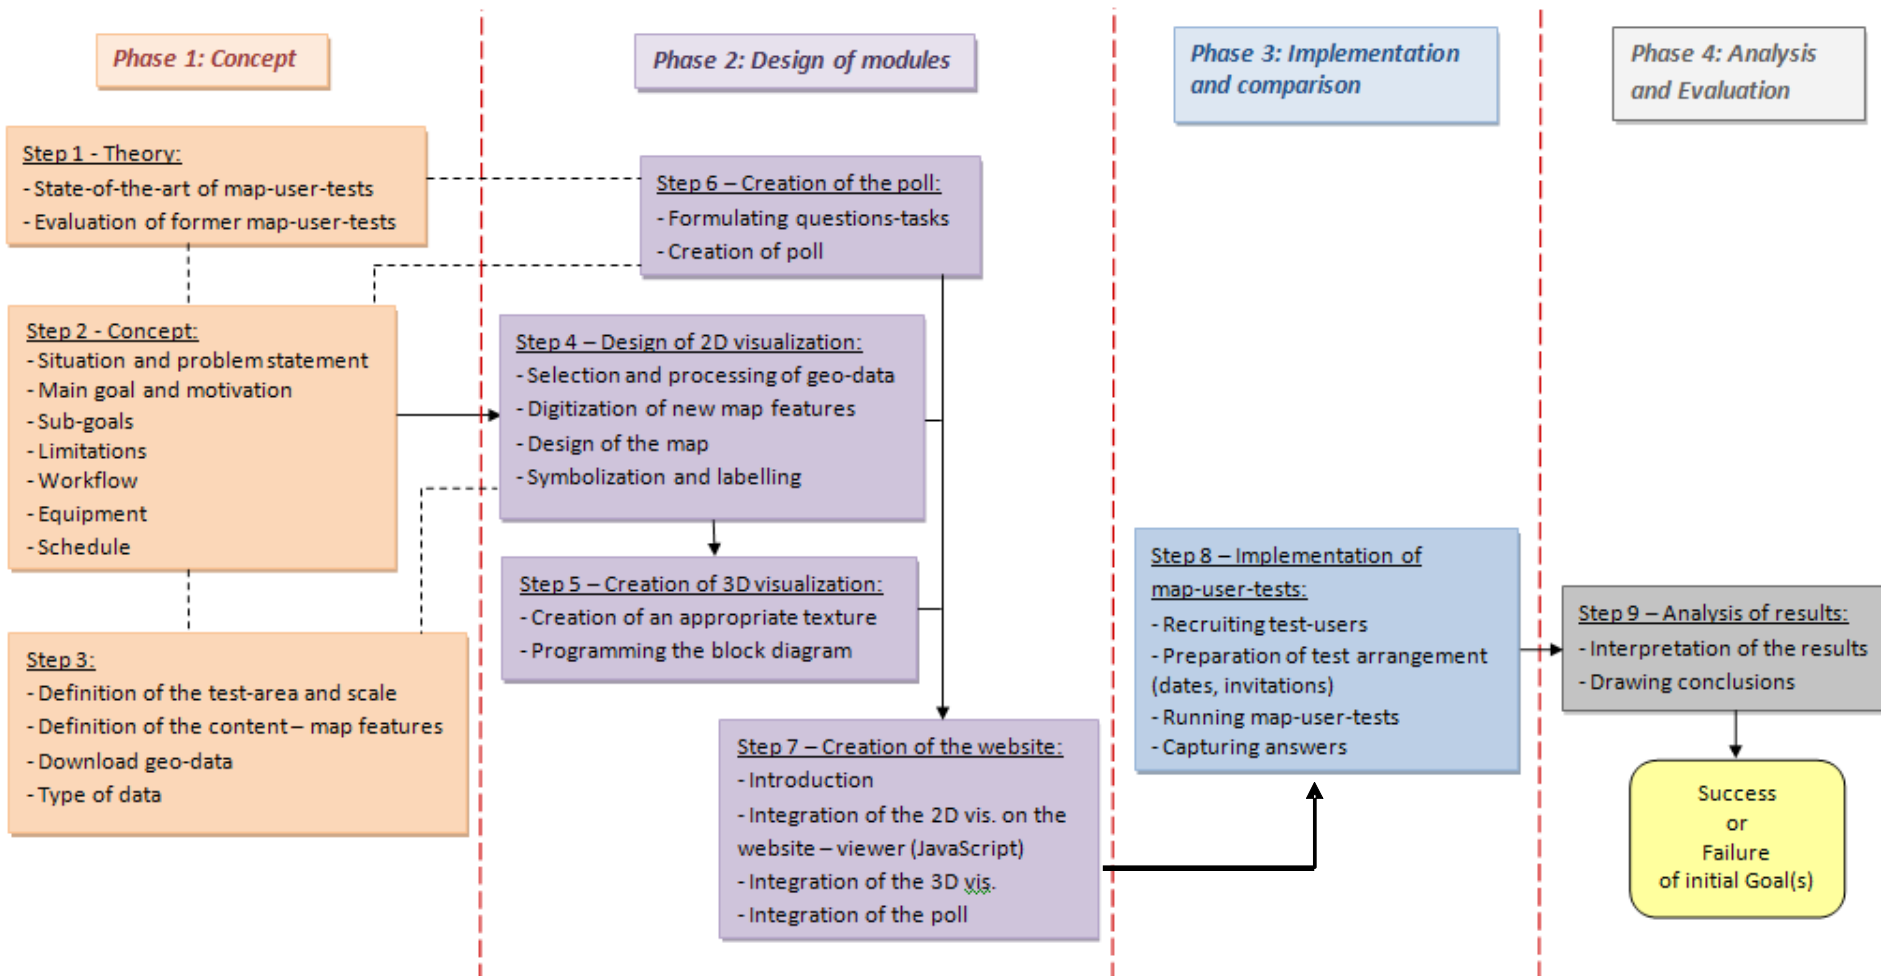 Phase 1: Concept
Step 1 - Theory:
- State-of-the-art of map-user-tests
- Evaluation of former map-user-tests
Step 2 - Concept:
- Situation and problem statement
- Main goal and motivation
- Sub-goals
- Limitations
- Workflow
- Equipment
- Schedule
Step 3:
- Definition of the test-area and scale
- Definition of the content – map features
- Download geo-data
- Type of data
Phase 2: Design of modules
Step 6 – Creation of the poll:
- Formulating questions-tasks
- Creation of poll
Step 4 – Design of 2D visualization:
- Selection and processing of geo-data
- Digitization of new map features
- Design of the map
- Symbolization and labelling
Step 5 – Creation of 3D visualization:
- Creation of an appropriate texture
- Programming the block diagram
Step 7 – Creation of the website:
- Introduction
- Integration of the 2D vis. on the
website – viewer (JavaScript)
- Integration of the 3D vis.
- Integration of the poll
Phase 3: Implementation
and comparison
Step 8 – Implementation of
map-user-tests:
- Recruiting test-users
- Preparation of test arrangement
(dates, invitations)
- Running map-user-tests
- Capturing answers
Phase 4: Analysis
and Evaluation
Step 9 – Analysis of results:
- Interpretation of the results
- Drawing conclusions
Success
or
Failure
of initial Goal(s)